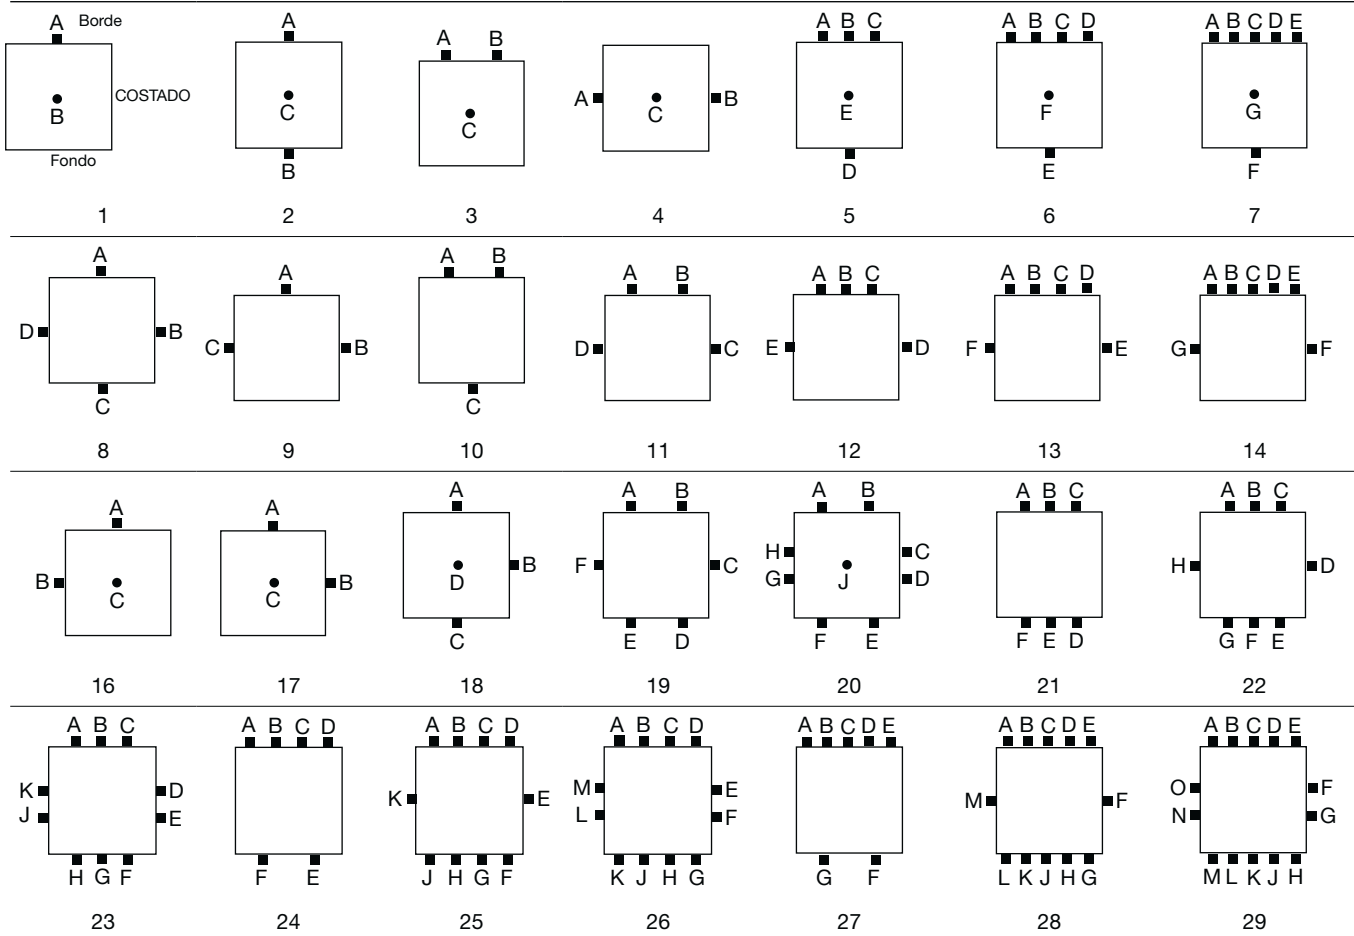 A Borde
B
COSTADO
Fondo
1
A
C
B
2
A B
C
3
A C B
4
A B C
E
D
5
A B C D
F
E
6
A B C D E
G
F
7
A
D B
C
8
A
C B
9
A B
C
10
A B
D C
11
A B C
E D
12
A B C D
F E
13
A B C D E
G F
14
A
B
C
16
A
B
C
17
A
B
D
C
18
A B
F C
E D
19
A B
H C
G J D
F E
20
A B C
F E D
21
A B C
H D
G F E
22
A B C
K D
J E
H G F
23
A B C D
F E
24
A B C D
K E
J H G F
25
A B C D
M E
L F
K J H G
26
A B C D E
G F
27
A B C D E
M F
L K J H G
28
A B C D E
O F
N G
M L K J H
29